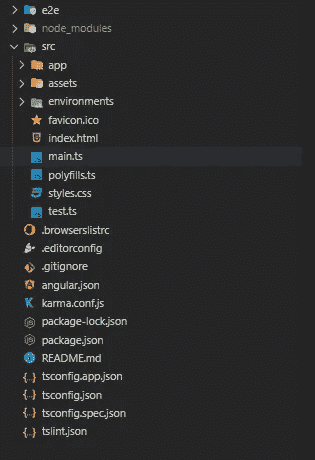 e2e
node_modules
src
app
assets
environments
favicon.ico
index.html
main.ts
polyfills.ts
styles.css
test.ts
.browserslistrc
.editorconfig
.gitignore
angular.json
karma.conf.js
package-lock.json
package.json
README.md
tsconfig.app.json
tsconfig.json
tsconfig.spec.json
tslint.json